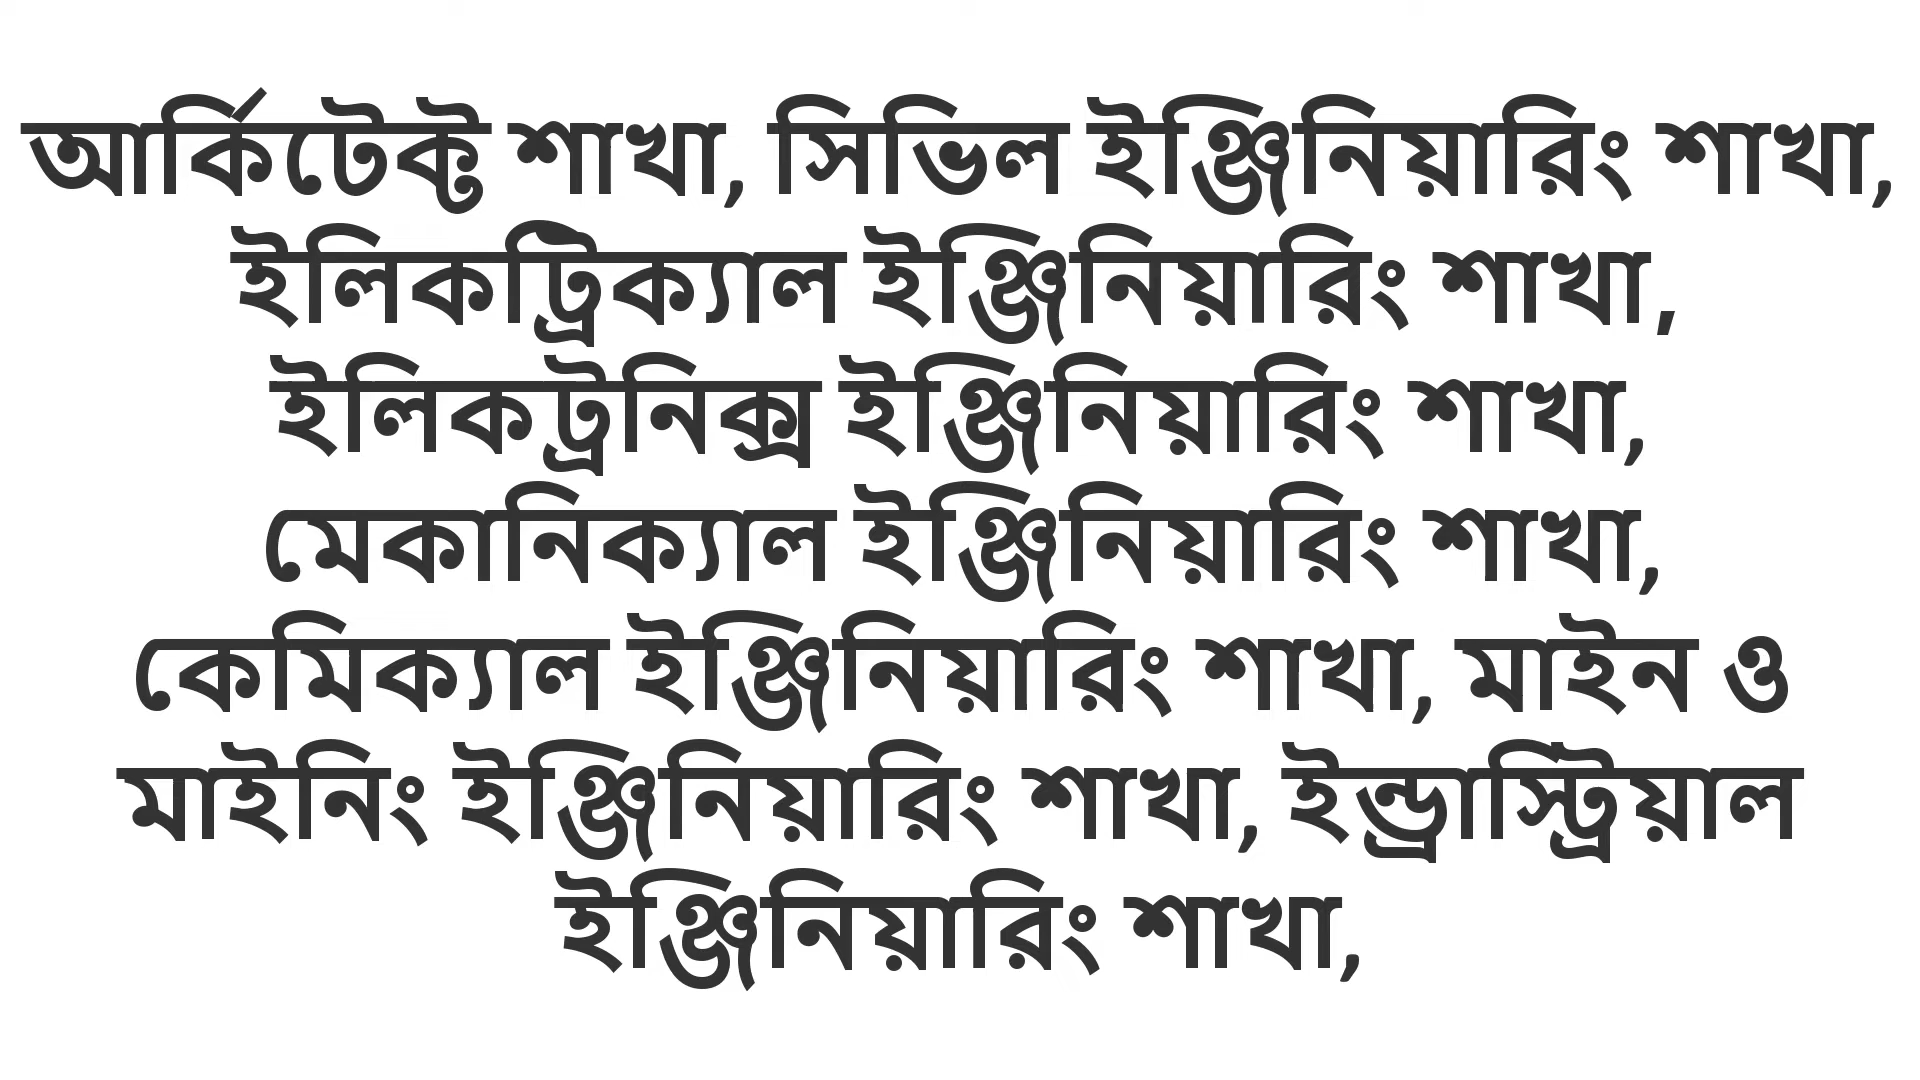 আর্কিটেক্ট শাখা, সিভিল ইঞ্জিনিয়ারিং শাখা,
ইলিকট্রিক্যাল ইঞ্জিনিয়ারিং শাখা,
ইলিকট্রনিক্স ইঞ্জিনিয়ারিং শাখা,
মেকানিক্যাল ইঞ্জিনিয়ারিং শাখা,
কেমিক্যাল ইঞ্জিনিয়ারিং শাখা, মাইন ও
মাইনিং ইঞ্জিনিয়ারিং শাখা, ইন্ড্রাস্ট্রিয়াল
ইঞ্জিনিয়ারিং শাখা,